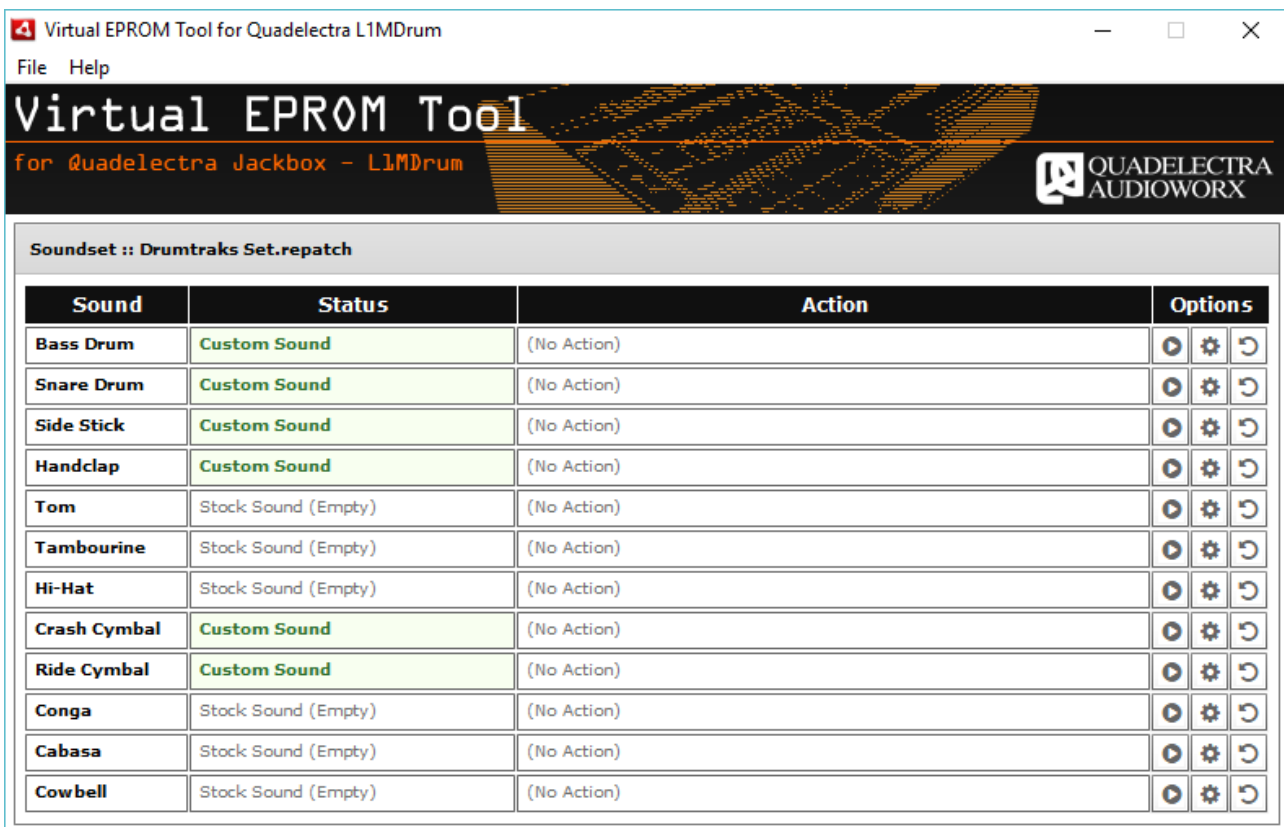 Virtual EPROM Tool for Quadelectra L1MDrum
File Help
Virtual EPROM Tool
for Quadelectra Jackbox - L1MDrum
QUADELECTRA
AUDIOWORX
Soundset :: Drumtraks Set.repatch
Sound Status Action Options
Bass Drum Custom Sound (No Action)
Snare Drum Custom Sound (No Action)
Side Stick Custom Sound (No Action)
Handclap Custom Sound (No Action)
Tom Stock Sound (Empty) (No Action)
Tambourine Stock Sound (Empty) (No Action)
Hi-Hat Stock Sound (Empty) (No Action)
Crash Cymbal Custom Sound (No Action)
Ride Cymbal Custom Sound (No Action)
Conga Stock Sound (Empty) (No Action)
Cabasa Stock Sound (Empty) (No Action)
Cowbell Stock Sound (Empty) (No Action)